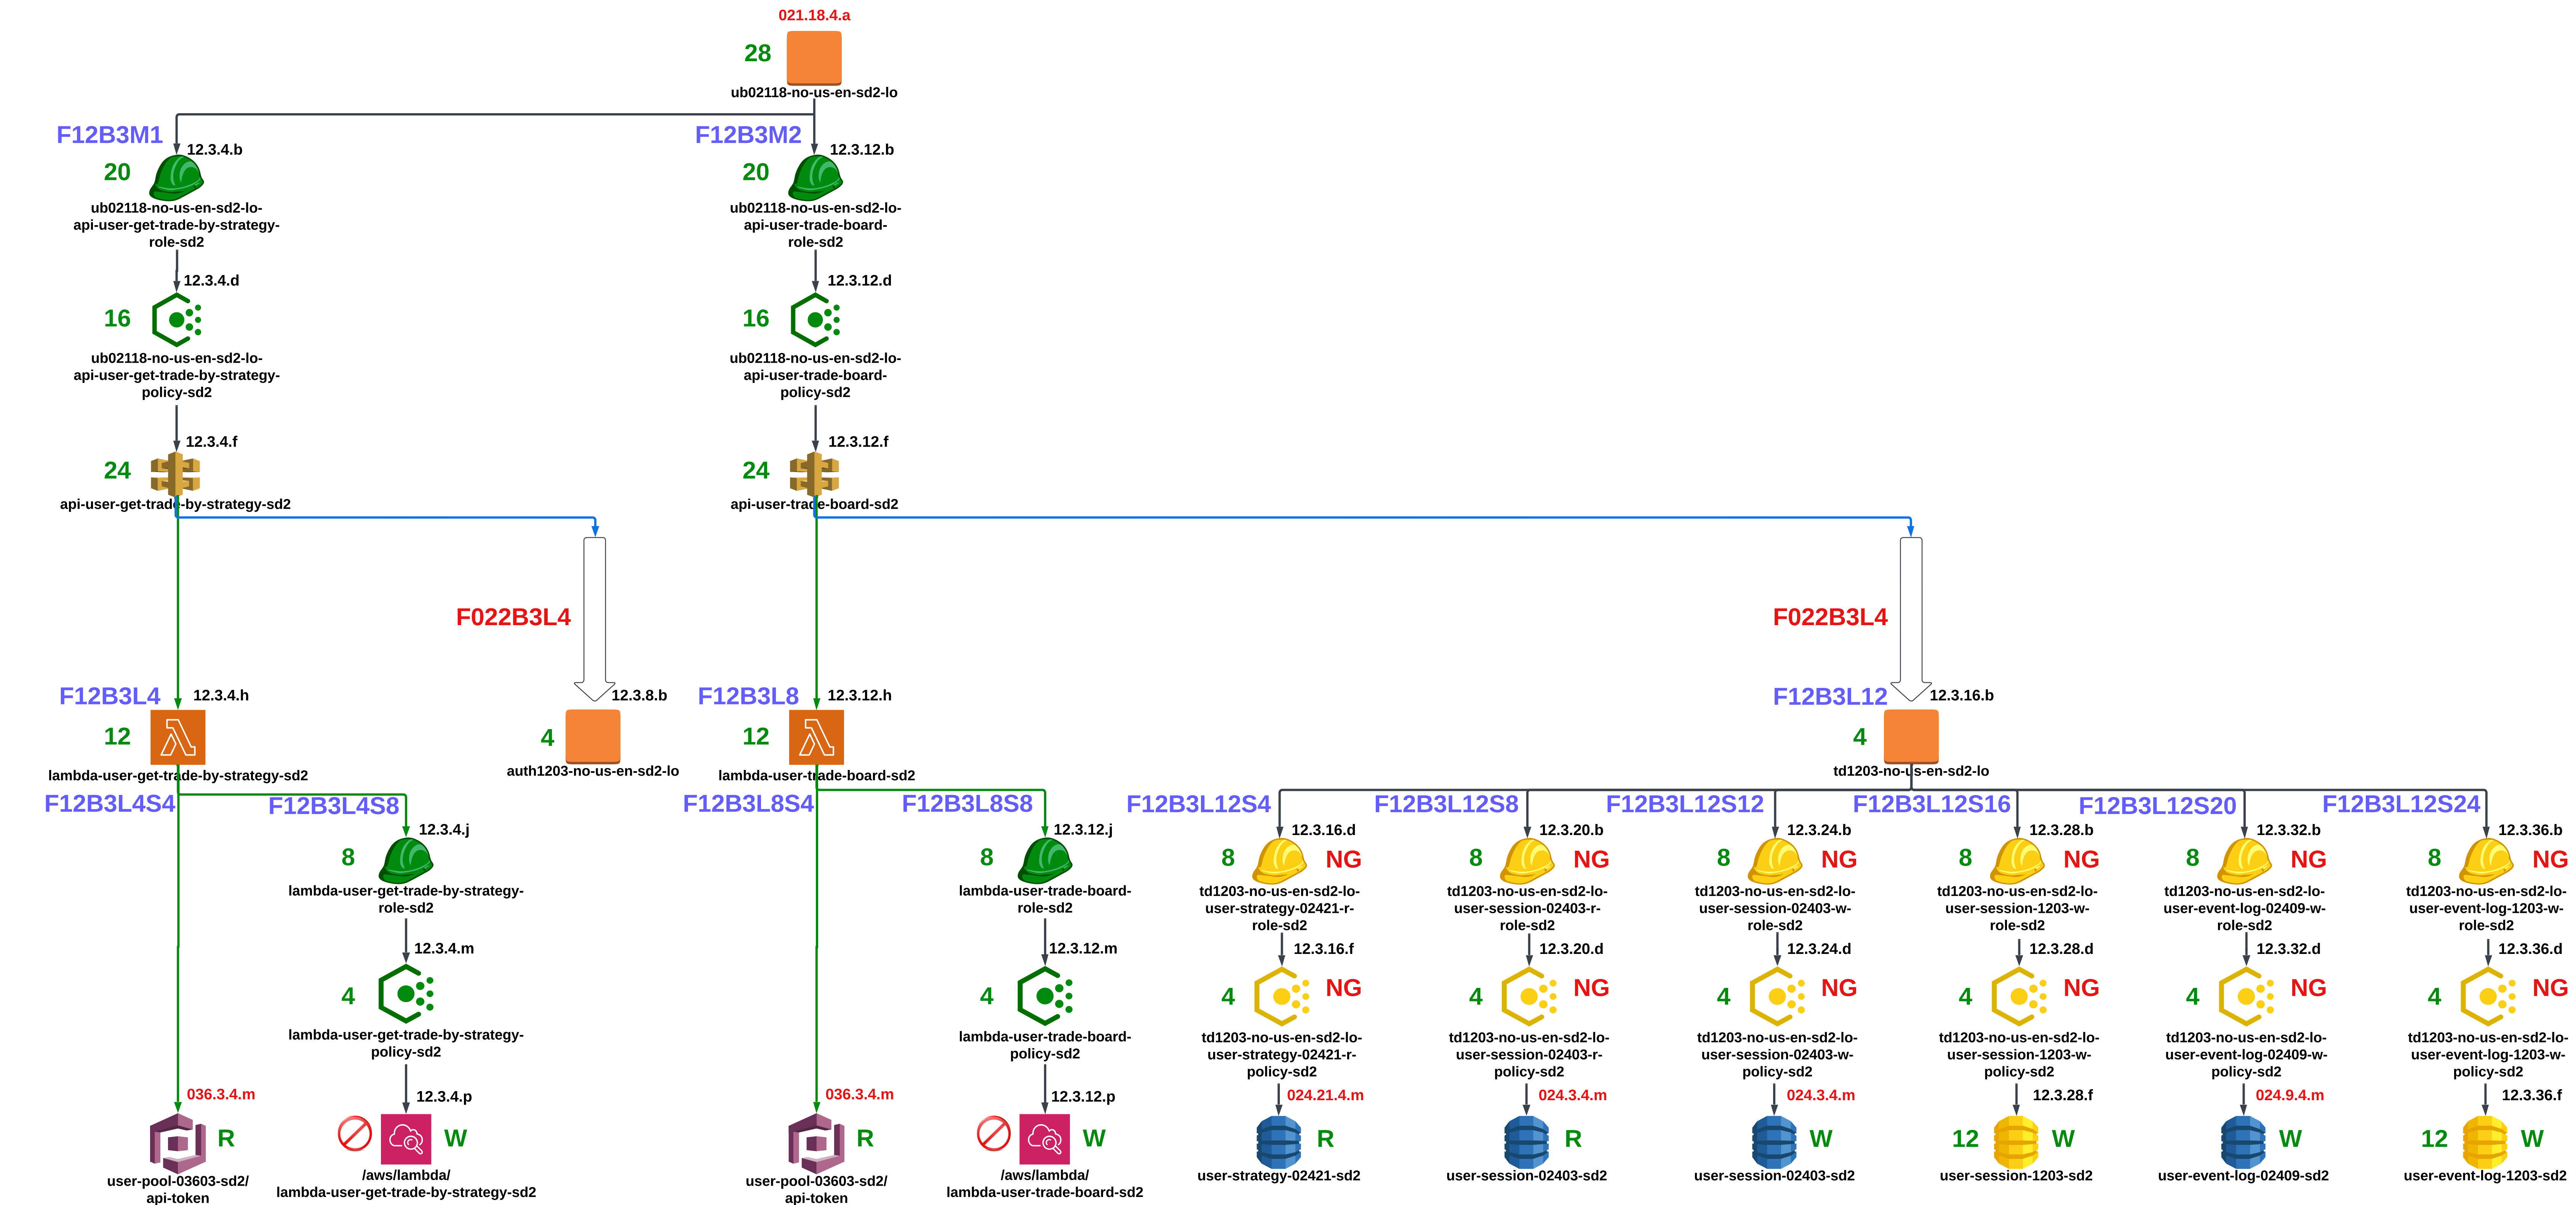 021.18.4.a
28
ub02118-no-us-en-sd2-lo
F12B3M1
12.3.4.b
20
ub02118-no-us-en-sd2-lo-
api-user-get-trade-by-strategy-
role-sd2
F12B3M2
12.3.12.b
20
ub02118-no-us-en-sd2-lo-
api-user-trade-board-
role-sd2
12.3.4.d
16
ub02118-no-us-en-sd2-lo-
api-user-get-trade-by-strategy-
policy-sd2
12.3.12.d
16
ub02118-no-us-en-sd2-lo-
api-user-trade-board-
policy-sd2
12.3.4.f
24
api-user-get-trade-by-strategy-sd2
12.3.12.f
24
api-user-trade-board-sd2
F022B3L4
F022B3L4
F12B3L4
12.3.4.h
12
lambda-user-get-trade-by-strategy-sd2
12.3.8.b
4
auth1203-no-us-en-sd2-lo
F12B3L8
12.3.12.h
12
lambda-user-trade-board-sd2
F12B3L12
12.3.16.b
4
td1203-no-us-en-sd2-lo
F12B3L4S4
F12B3L4S8
12.3.4.j
8
lambda-user-get-trade-by-strategy-
role-sd2
F12B3L8S4
F12B3L8S8
12.3.12.j
8
lambda-user-trade-board-
role-sd2
F12B3L12S4
12.3.16.d
8
NG
td1203-no-us-en-sd2-lo-
user-strategy-02421-r-
role-sd2
F12B3L12S8
12.3.20.b
8
NG
td1203-no-us-en-sd2-lo-
user-session-02403-r-
role-sd2
F12B3L12S12
12.3.24.b
8
NG
td1203-no-us-en-sd2-lo-
user-session-02403-w-
role-sd2
F12B3L12S16
12.3.28.b
8
NG
td1203-no-us-en-sd2-lo-
user-session-1203-w-
role-sd2
F12B3L12S20
12.3.32.b
8
NG
td1203-no-us-en-sd2-lo-
user-event-log-02409-w-
role-sd2
F12B3L12S24
12.3.36.b
8
NG
td1203-no-us-en-sd2-lo-
user-event-log-1203-w-
role-sd2
12.3.4.m
4
lambda-user-get-trade-by-strategy-
policy-sd2
12.3.12.m
4
lambda-user-trade-board-
policy-sd2
12.3.16.f
4
NG
td1203-no-us-en-sd2-lo-
user-strategy-02421-r-
policy-sd2
12.3.20.d
4
NG
td1203-no-us-en-sd2-lo-
user-session-02403-r-
policy-sd2
12.3.24.d
4
NG
td1203-no-us-en-sd2-lo-
user-session-02403-w-
policy-sd2
12.3.28.d
4
NG
td1203-no-us-en-sd2-lo-
user-session-1203-w-
policy-sd2
12.3.32.d
4
NG
td1203-no-us-en-sd2-lo-
user-event-log-02409-w-
policy-sd2
12.3.36.d
4
NG
td1203-no-us-en-sd2-lo-
user-event-log-1203-w-
policy-sd2
036.3.4.m
R
user-pool-03603-sd2/
api-token
12.3.4.p
W
/aws/lambda/
lambda-user-get-trade-by-strategy-sd2
036.3.4.m
R
user-pool-03603-sd2/
api-token
12.3.12.p
W
/aws/lambda/
lambda-user-trade-board-sd2
024.21.4.m
R
user-strategy-02421-sd2
024.3.4.m
R
user-session-02403-sd2
024.3.4.m
W
user-session-02403-sd2
12.3.28.f
12
W
user-session-1203-sd2
024.9.4.m
W
user-event-log-02409-sd2
12.3.36.f
12
W
user-event-log-1203-sd2